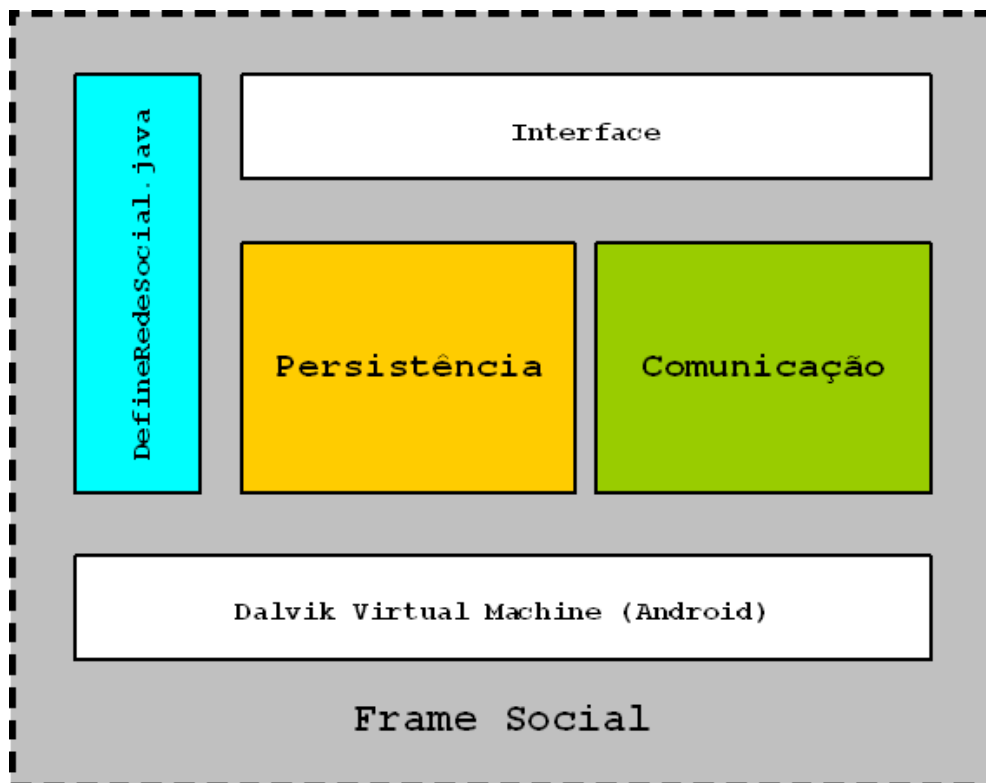 DefineRedeSocial.java
Interface
Persistência
Comunicação
Dalvik Virtual Machine (Android)
Frame Social